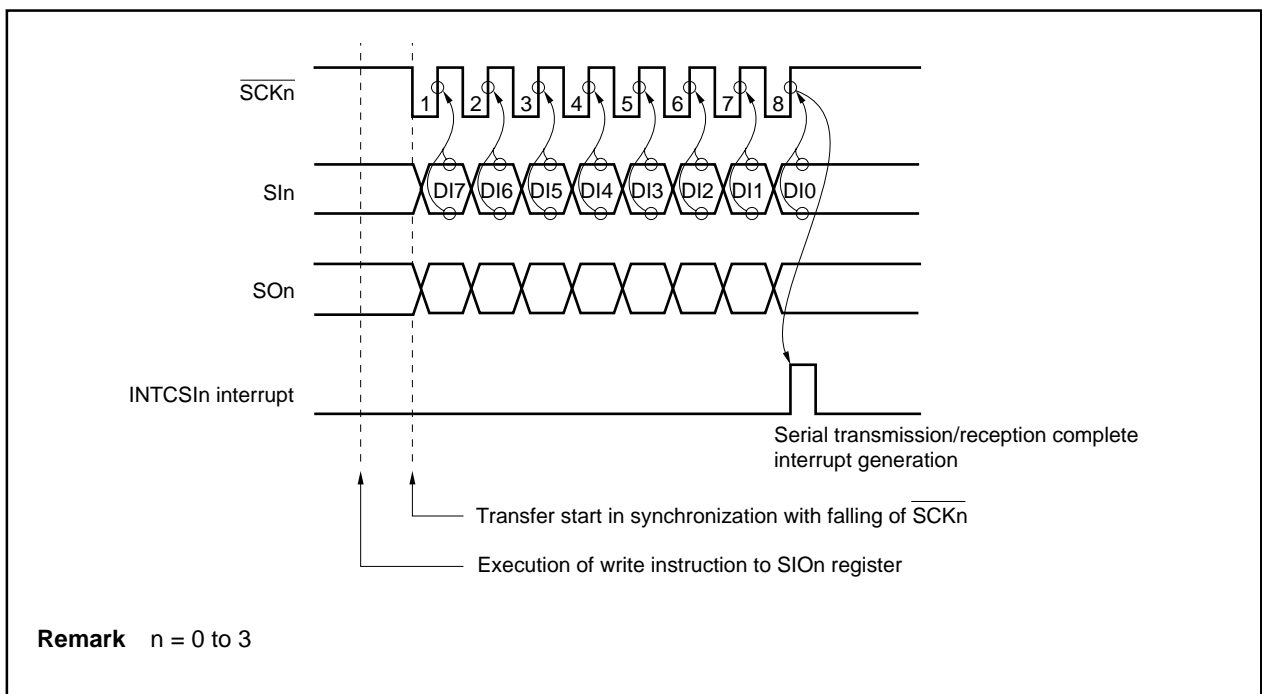 SCKn
1 2 3 4 5 6 7 8
SIn
DI7 DI6 DI5 DI4 DI3 DI2 DI1 DI0
SOn
INTCSIn interrupt
Serial transmission/reception complete
interrupt generation
Transfer start in synchronization with falling of SCKn
Execution of write instruction to SIOn register
Remark n = 0 to 3